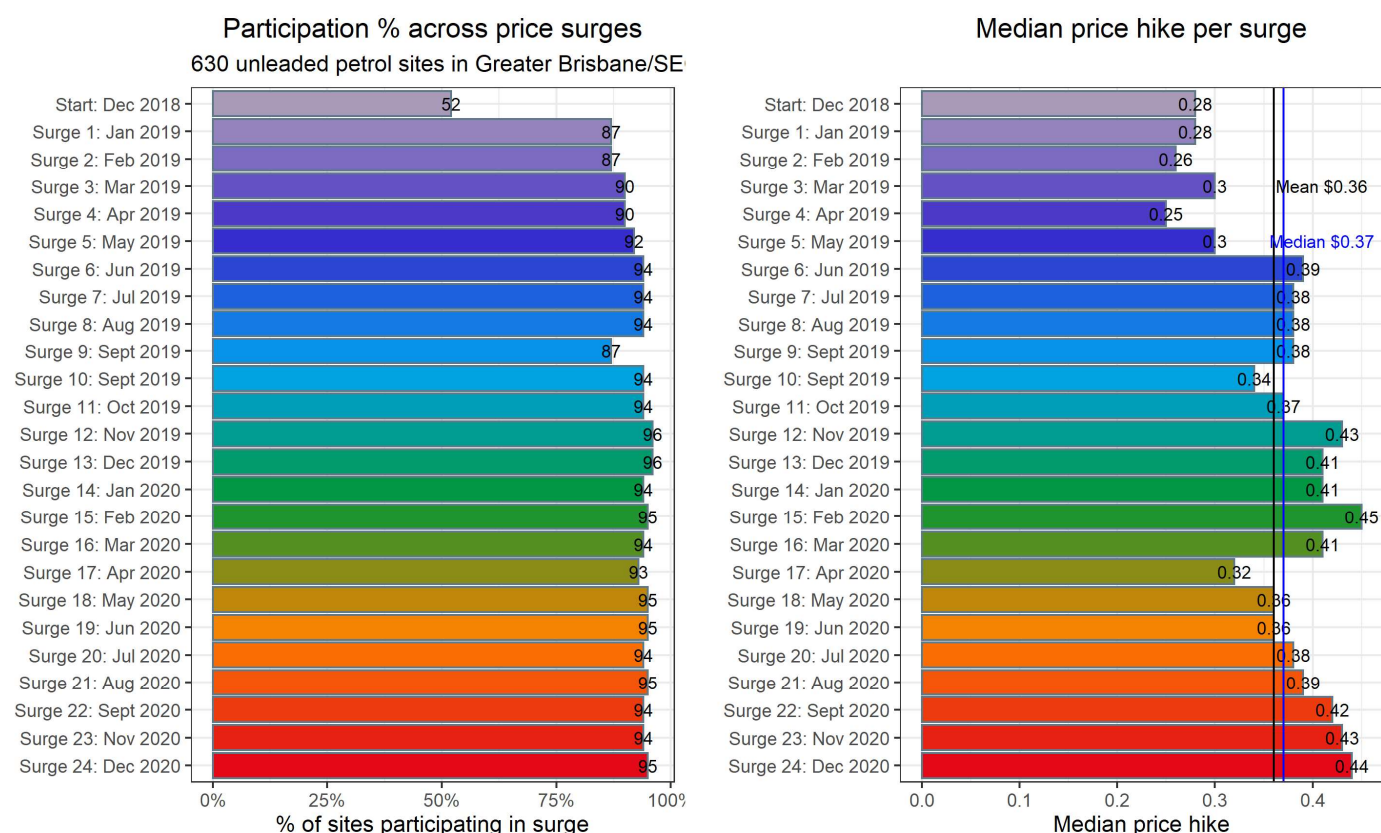 Participation % across price surges
630 unleaded petrol sites in Greater Brisbane/SE
Start: Dec 2018 52
Surge 1: Jan 2019 87
Surge 2: Feb 2019 87
Surge 3: Mar 2019 90
Surge 4: Apr 2019 90
Surge 5: May 2019 92
Surge 6: Jun 2019 94
Surge 7: Jul 2019 94
Surge 8: Aug 2019 94
Surge 9: Sept 2019 87
Surge 10: Sept 2019 94
Surge 11: Oct 2019 94
Surge 12: Nov 2019 96
Surge 13: Dec 2019 96
Surge 14: Jan 2020 94
Surge 15: Feb 2020 95
Surge 16: Mar 2020 94
Surge 17: Apr 2020 93
Surge 18: May 2020 95
Surge 19: Jun 2020 95
Surge 20: Jul 2020 94
Surge 21: Aug 2020 95
Surge 22: Sept 2020 94
Surge 23: Nov 2020 94
Surge 24: Dec 2020 95
0% 25% 50% 75% 100%
% of sites participating in surge
Median price hike per surge
Start: Dec 2018 0.28
Surge 1: Jan 2019 0.28
Surge 2: Feb 2019 0.26
Surge 3: Mar 2019 0.3 Mean $0.36
Surge 4: Apr 2019 0.25
Surge 5: May 2019 0.3 Median $0.37
Surge 6: Jun 2019 0.39
Surge 7: Jul 2019 0.38
Surge 8: Aug 2019 0.38
Surge 9: Sept 2019 0.38
Surge 10: Sept 2019 0.34
Surge 11: Oct 2019 0.37
Surge 12: Nov 2019 0.43
Surge 13: Dec 2019 0.41
Surge 14: Jan 2020 0.41
Surge 15: Feb 2020 0.45
Surge 16: Mar 2020 0.41
Surge 17: Apr 2020 0.32
Surge 18: May 2020 0.36
Surge 19: Jun 2020 0.36
Surge 20: Jul 2020 0.38
Surge 21: Aug 2020 0.39
Surge 22: Sept 2020 0.42
Surge 23: Nov 2020 0.43
Surge 24: Dec 2020 0.44
0.0 0.1 0.2 0.3 0.4
Median price hike